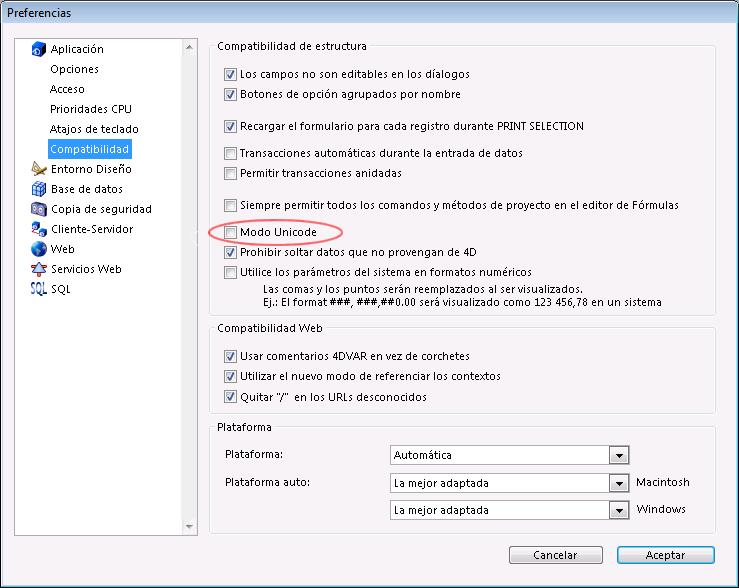 Preferencias
Aplicación
Opciones
Acceso
Prioridades CPU
Atajos de teclado
Compatibilidad
Entorno Diseño
Base de datos
Copia de seguridad
Cliente-Servidor
Web
Servicios Web
SQL SQL
Compatibilidad de estructura
Los campos no son editables en los díalogos
Botones de opción agrupados por nombre
Recargar el formulario para cada registro durante PRINT SELECTION
Transacciones automáticas durante la entrada de datos
Permitir transacciones anidadas
Siempre permitir todos los comandos y métodos de proyecto en el editor de Fórmulas
Modo Unicode
Prohibir soltar datos que no provengan de 4D
Utilice los parámetros del sistema en formatos numéricos
Las comas y los puntos serán reemplazados al ser visualizados.
Ej.: El format ###, ###,##0.00 será visualizado como 123 456,78 en un sistema
Compatibilidad Web
Usar comentarios 4DVAR en vez de corchetes
Utilizar el nuevo modo de referenciar los contextos
Quitar "/" en los URLs desconocidos
Plataforma
Plataforma: Automática
Plataforma auto: La mejor adaptada Macintosh
La mejor adaptada Windows
Cancelar Aceptar